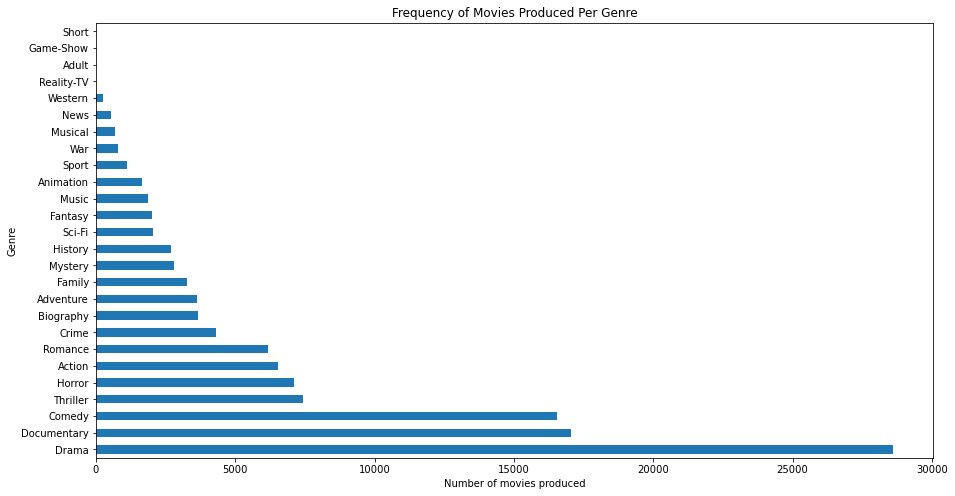 Frequency of Movies Produced Per Genre
Short
Game-Show
Adult
Reality-TV
Western
News
Musical
War
Sport
Animation
Music
Fantasy
Sci-Fi
History
Mystery
Family
Adventure
Biography
Crime
Romance
Action
Horror
Thriller
Comedy
Documentary
Drama
Genre
0 5000 10000 15000 20000 25000 30000
Number of movies produced